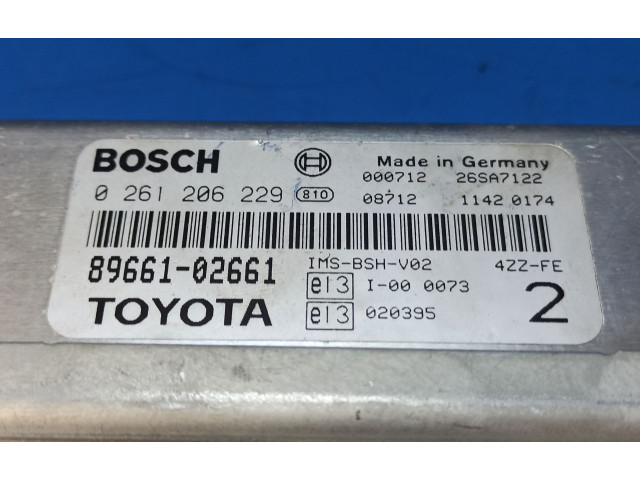 BOSCH Made in Germany
000712 26SA7122
0 261 206 229 810 08712 1142 0174
IMS-BSH-V02 4ZZ-FE
89661-02661
e13 I-00 0073
TOYOTA 2
e13 020395